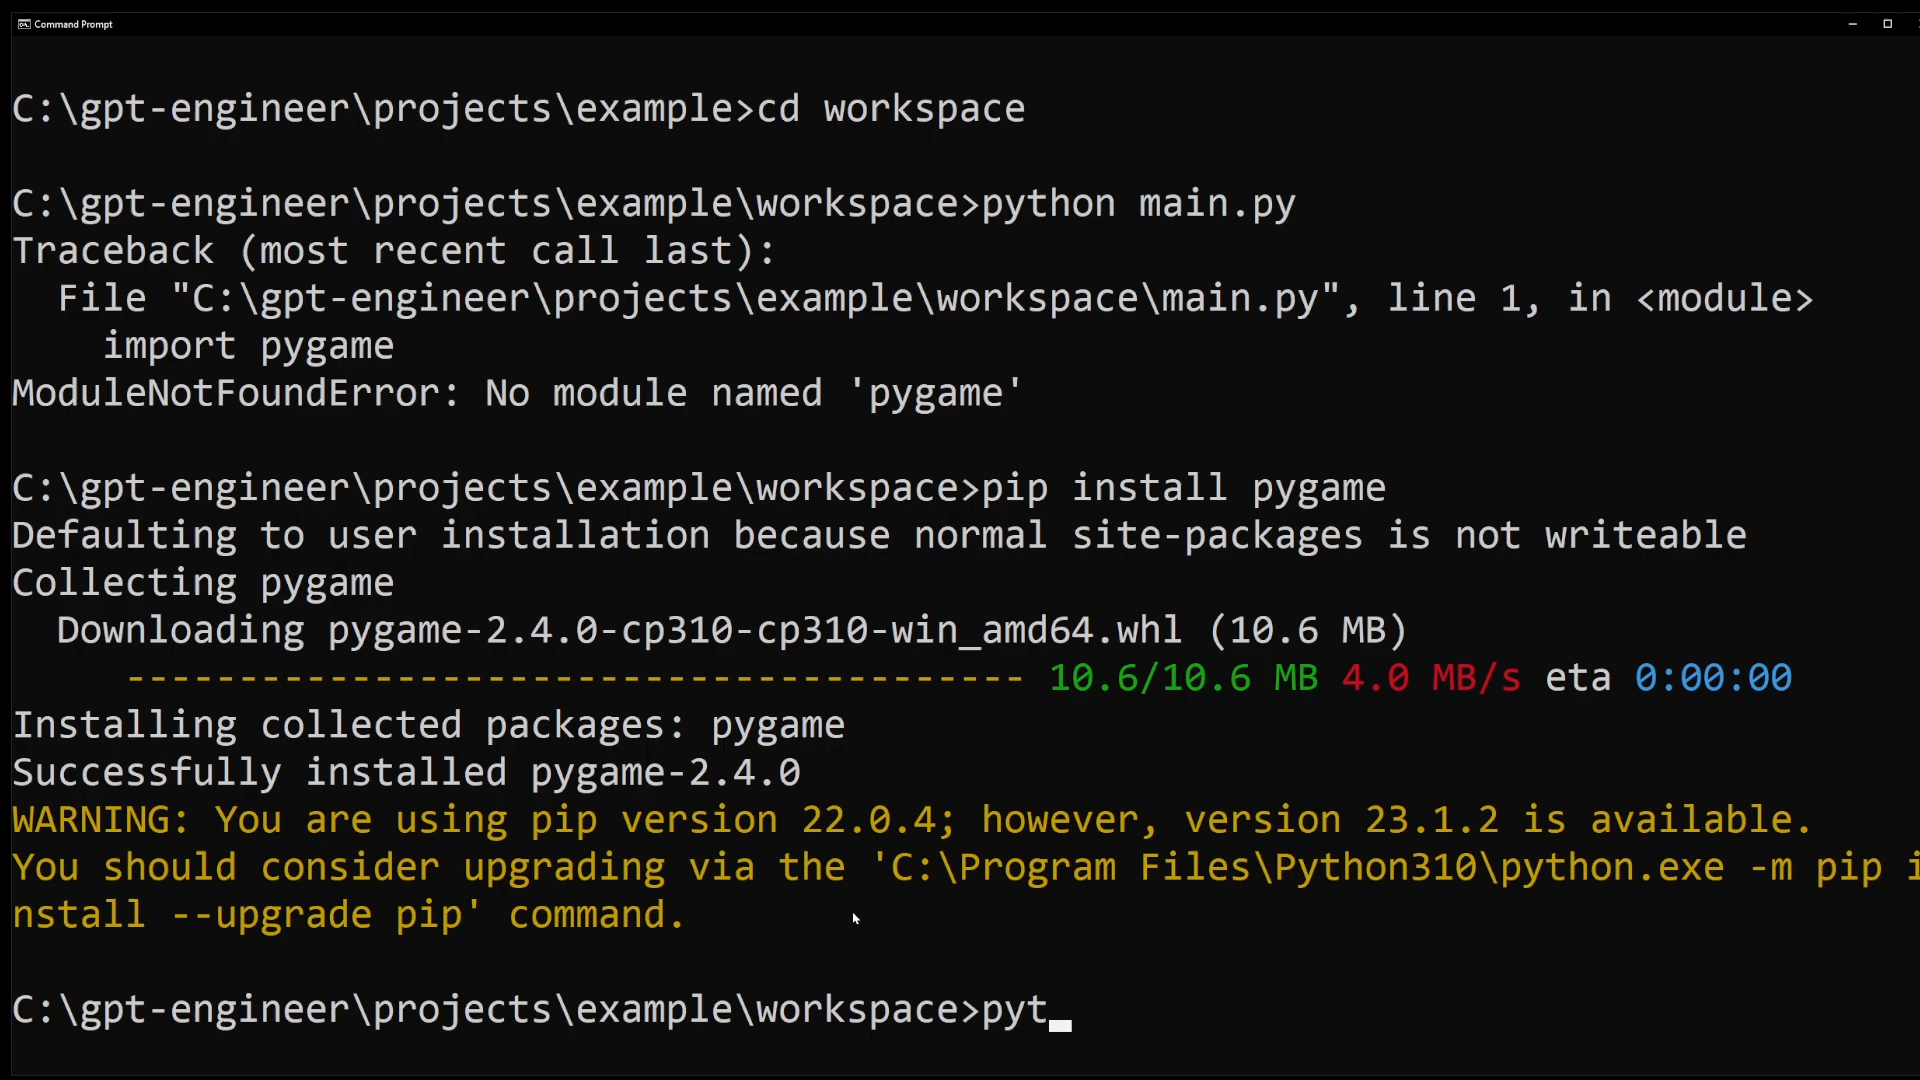 Command Prompt
C:\gpt-engineer\projects\example>cd workspace
C:\gpt-engineer\projects\example\workspace>python main.py
Traceback (most recent call last):
  File "C:\gpt-engineer\projects\example\workspace\main.py", line 1, in <module>
    import pygame
ModuleNotFoundError: No module named 'pygame'
C:\gpt-engineer\projects\example\workspace>pip install pygame
Defaulting to user installation because normal site-packages is not writeable
Collecting pygame
  Downloading pygame-2.4.0-cp310-cp310-win_amd64.whl (10.6 MB)
     ---------------------------------------- 10.6/10.6 MB 4.0 MB/s eta 0:00:00
Installing collected packages: pygame
Successfully installed pygame-2.4.0
WARNING: You are using pip version 22.0.4; however, version 23.1.2 is available.
You should consider upgrading via the 'C:\Program Files\Python310\python.exe -m pip i
nstall --upgrade pip' command.
C:\gpt-engineer\projects\example\workspace>pyt_